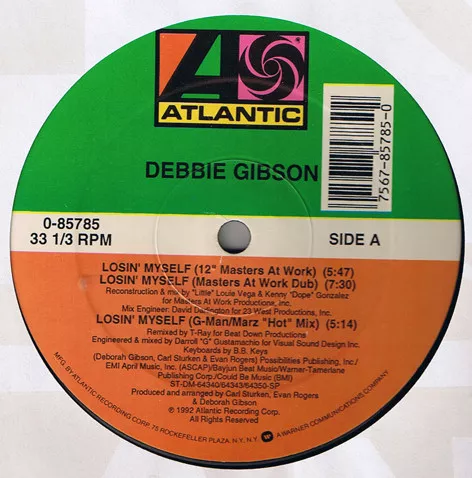 ATLANTIC
DEBBIE GIBSON
7567-85785-0
0-85785
33 1/3 RPM
SIDE A
LOSIN' MYSELF (12" Masters At Work) (5:47)
LOSIN' MYSELF (Masters At Work Dub) (7:30)
Reconstruction & mix by "Little" Louie Vega & Kenny "Dope" Gonzalez
for Masters At Work Productions, inc.
Mix Engineer: David Darlington for 23 West Productions, Inc.
LOSIN' MYSELF (G-Man/Marz "Hot" Mix) (5:14)
Remixed by T-Ray for Beat Down Productions
Engineered & mixed by Darroll "G" Gustamachio for Visual Sound Design Inc.
Keyboards by B.B. Keys
(Deborah Gibson, Carl Sturken & Evan Rogers) Possibilities Publishing, Inc./
EMI April Music, Inc. (ASCAP)/Bayjun Beat Music/Warner-Tamerlane
Publishing Corp./Could Be Music (BMI)
ST-DM-64340/64343/64350-SP
Produced and arranged by Carl Sturken, Evan Rogers
& Deborah Gibson
℗ 1992 Atlantic Recording Corp.
All Rights Reserved.
MFG. BY ATLANTIC RECORDING CORP. 75 ROCKEFELLER PLAZA, N.Y. N.Y. A WARNER COMMUNICATIONS COMPANY